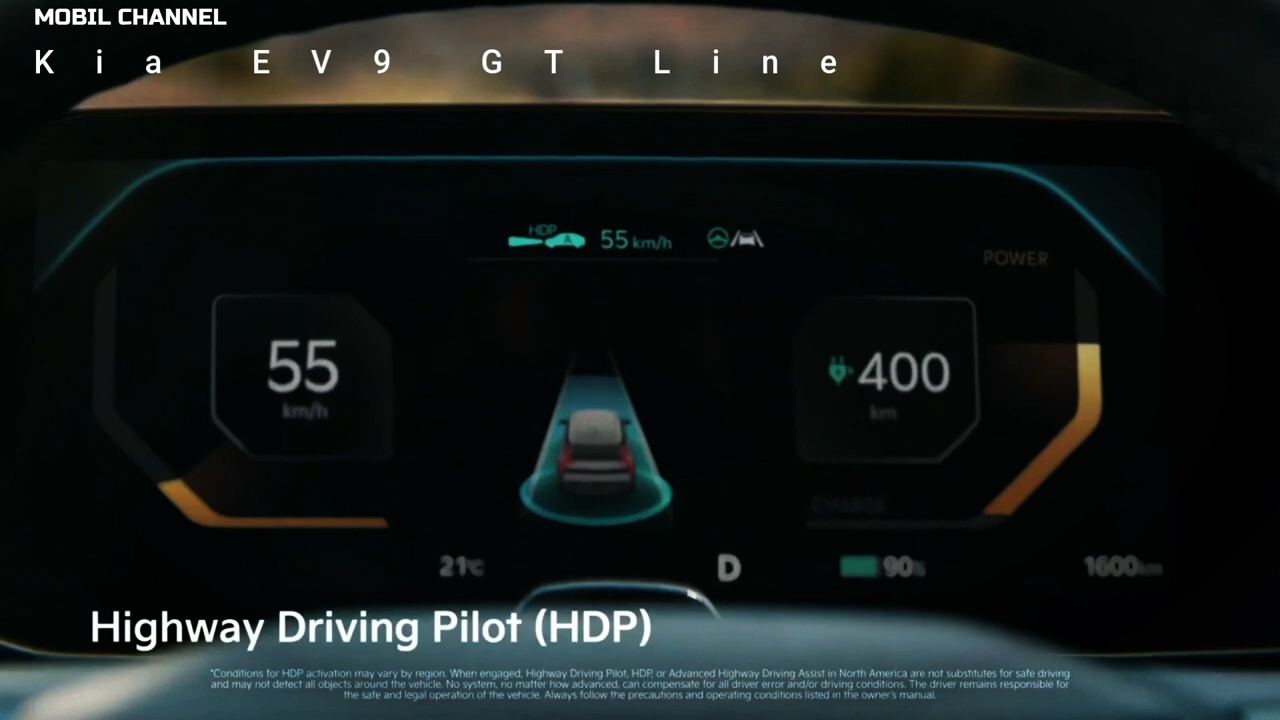 MOBIL CHANNEL
Kia EV9 GT Line
HDP
A
55 km/h
POWER
55
km/h
400
km
CHARGE
21°C
D
90%
1600km
Highway Driving Pilot (HDP)
*Conditions for HDP activation may vary by region. When engaged, Highway Driving Pilot, HDP, or Advanced Highway Driving Assist in North America are not substitutes for safe driving
and may not detect all objects around the vehicle. No system, no matter how advanced, can compensate for all driver error and/or driving conditions. The driver remains responsible for
the safe and legal operation of the vehicle. Always follow the precautions and operating conditions listed in the owner's manual.